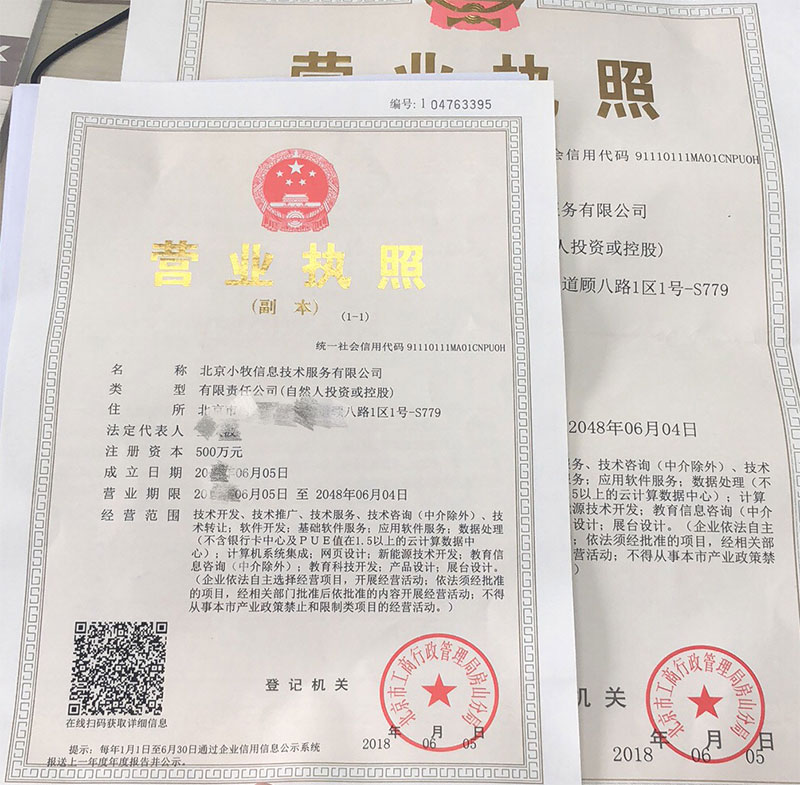 编号:1 04763395
营业执照
(副 本) (1-1)
统一社会信用代码 91110111MA01CNPU0H
名 称 北京小牧信息技术服务有限公司
类 型 有限责任公司(自然人投资或控股)
住 所 北京市 八路1区1号-S779
法定代表人
注册资本 500万元
成立日期 20 06月05日
营业期限 20 06月05日 至 2048年06月04日
经营范围 技术开发、技术推广、技术服务、技术咨询(中介除外)、技
术转让;软件开发;基础软件服务;应用软件服务;数据处理
(不含银行卡中心及PUE值在1.5以上的云计算数据中
心);计算机系统集成;网页设计;新能源技术开发;教育信
息咨询(中介除外);教育科技开发;产品设计;展台设计。
(企业依法自主选择经营项目,开展经营活动;依法须经批准
的项目,经相关部门批准后依批准的内容开展经营活动;不得
从事本市产业政策禁止和限制类项目的经营活动。)
在线扫码获取详细信息
登记机关
北京市工商行政管理局房山分局
年 月 日
2018 06 05
提示:每年1月1日至6月30日通过企业信用信息公示系统
报送上一年度年度报告并公示。
营业执照
会信用代码 91110111MA01CNPU0H
务有限公司
人投资或控股)
道顾八路1区1号-S779
2048年06月04日
服务、技术咨询(中介除外)、技术
服务;应用软件服务;数据处理(不
1.5以上的云计算数据中心);计算
能源技术开发;教育信息咨询(中介
设计;展台设计。(企业依法自主
;依法须经批准的项目,经相关部
营活动;不得从事本市产业政策禁
)
机关
北京市工商行政管理局房山分局
年 月 日
2018 06 05